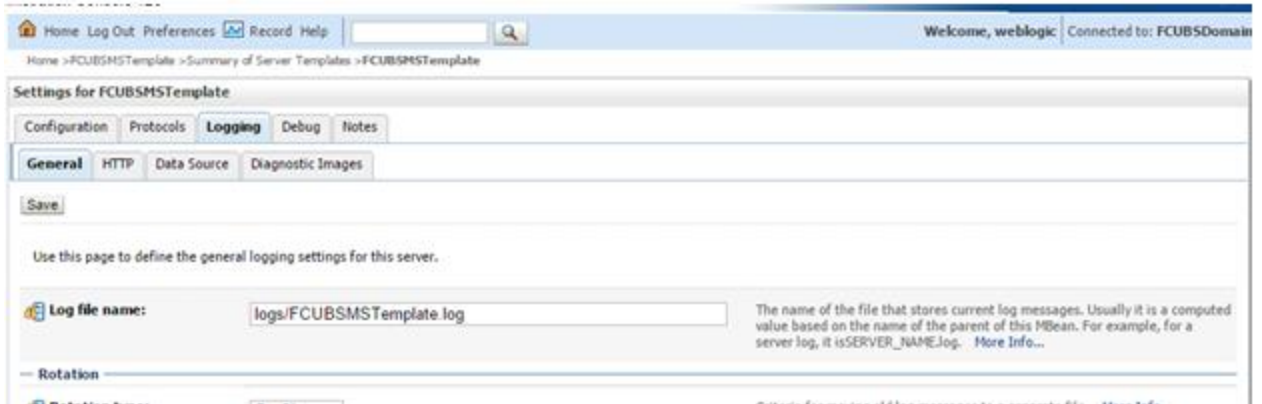 Home Log Out Preferences Record Help
Welcome, weblogic Connected to: FCUBSDomain
Home >FCUBSMSTemplate >Summary of Server Templates >FCUBSMSTemplate
Settings for FCUBSMSTemplate
Configuration Protocols Logging Debug Notes
General HTTP Data Source Diagnostic Images
Save
Use this page to define the general logging settings for this server.
Log file name:
logs/FCUBSMSTemplate.log
The name of the file that stores current log messages. Usually it is a computed
value based on the name of the parent of this MBean. For example, for a
server log, it isSERVER_NAME.log. More Info...
Rotation